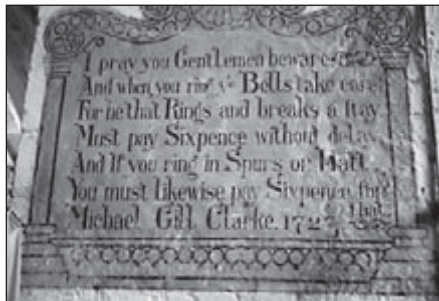 I pray you Gentlemen beware
And when you ring yᵉ Bells take care
For he that Rings and breaks a stay
Must pay Sixpence without delay
And If you ring in Spurs or Hatt
You must likewise pay Sixpence for
that
Michael Gill Clarke. 1727